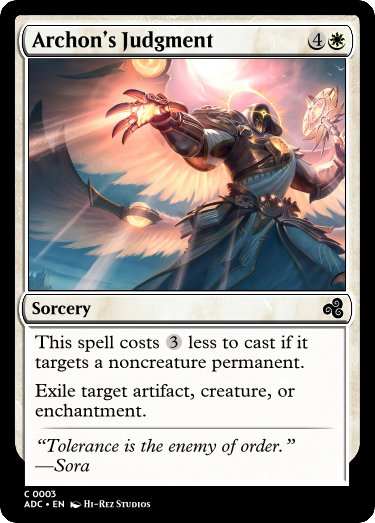 Archon's Judgment 4
Sorcery
This spell costs 3 less to cast if it
targets a noncreature permanent.
Exile target artifact, creature, or
enchantment.
“Tolerance is the enemy of order.”
—Sora
C 0003
ADC • EN Hi-Rez Studios